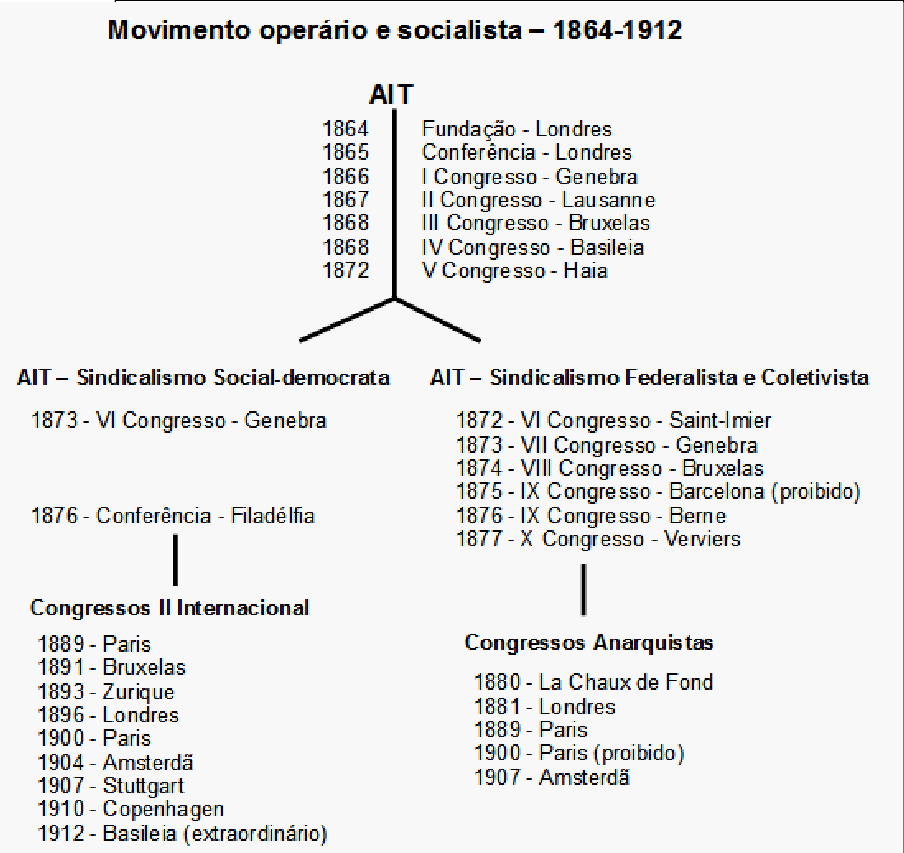 Movimento operário e socialista – 1864-1912
AIT
1864 Fundação - Londres
1865 Conferência - Londres
1866 I Congresso - Genebra
1867 II Congresso - Lausanne
1868 III Congresso - Bruxelas
1868 IV Congresso - Basileia
1872 V Congresso - Haia
AIT – Sindicalismo Social-democrata
1873 - VI Congresso - Genebra
1876 - Conferência - Filadélfia
Congressos II Internacional
1889 - Paris
1891 - Bruxelas
1893 - Zurique
1896 - Londres
1900 - Paris
1904 - Amsterdã
1907 - Stuttgart
1910 - Copenhagen
1912 - Basileia (extraordinário)
AIT – Sindicalismo Federalista e Coletivista
1872 - VI Congresso - Saint-Imier
1873 - VII Congresso - Genebra
1874 - VIII Congresso - Bruxelas
1875 - IX Congresso - Barcelona (proibido)
1876 - IX Congresso - Berne
1877 - X Congresso - Verviers
Congressos Anarquistas
1880 - La Chaux de Fond
1881 - Londres
1889 - Paris
1900 - Paris (proibido)
1907 - Amsterdã